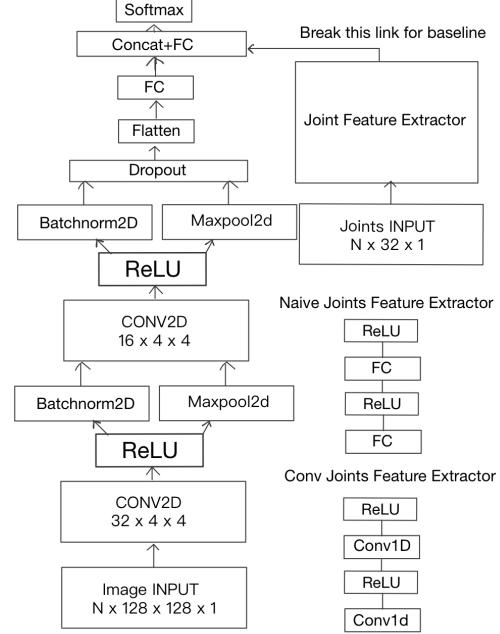 Softmax
Break this link for baseline
Concat+FC
FC
Joint Feature Extractor
Flatten
Dropout
Batchnorm2D
Maxpool2d
Joints INPUT
N x 32 x 1
ReLU
CONV2D
16 x 4 x 4
Batchnorm2D
Maxpool2d
ReLU
CONV2D
32 x 4 x 4
Image INPUT
N x 128 x 128 x 1
Naive Joints Feature Extractor
ReLU
FC
ReLU
FC
Conv Joints Feature Extractor
ReLU
Conv1D
ReLU
Conv1d